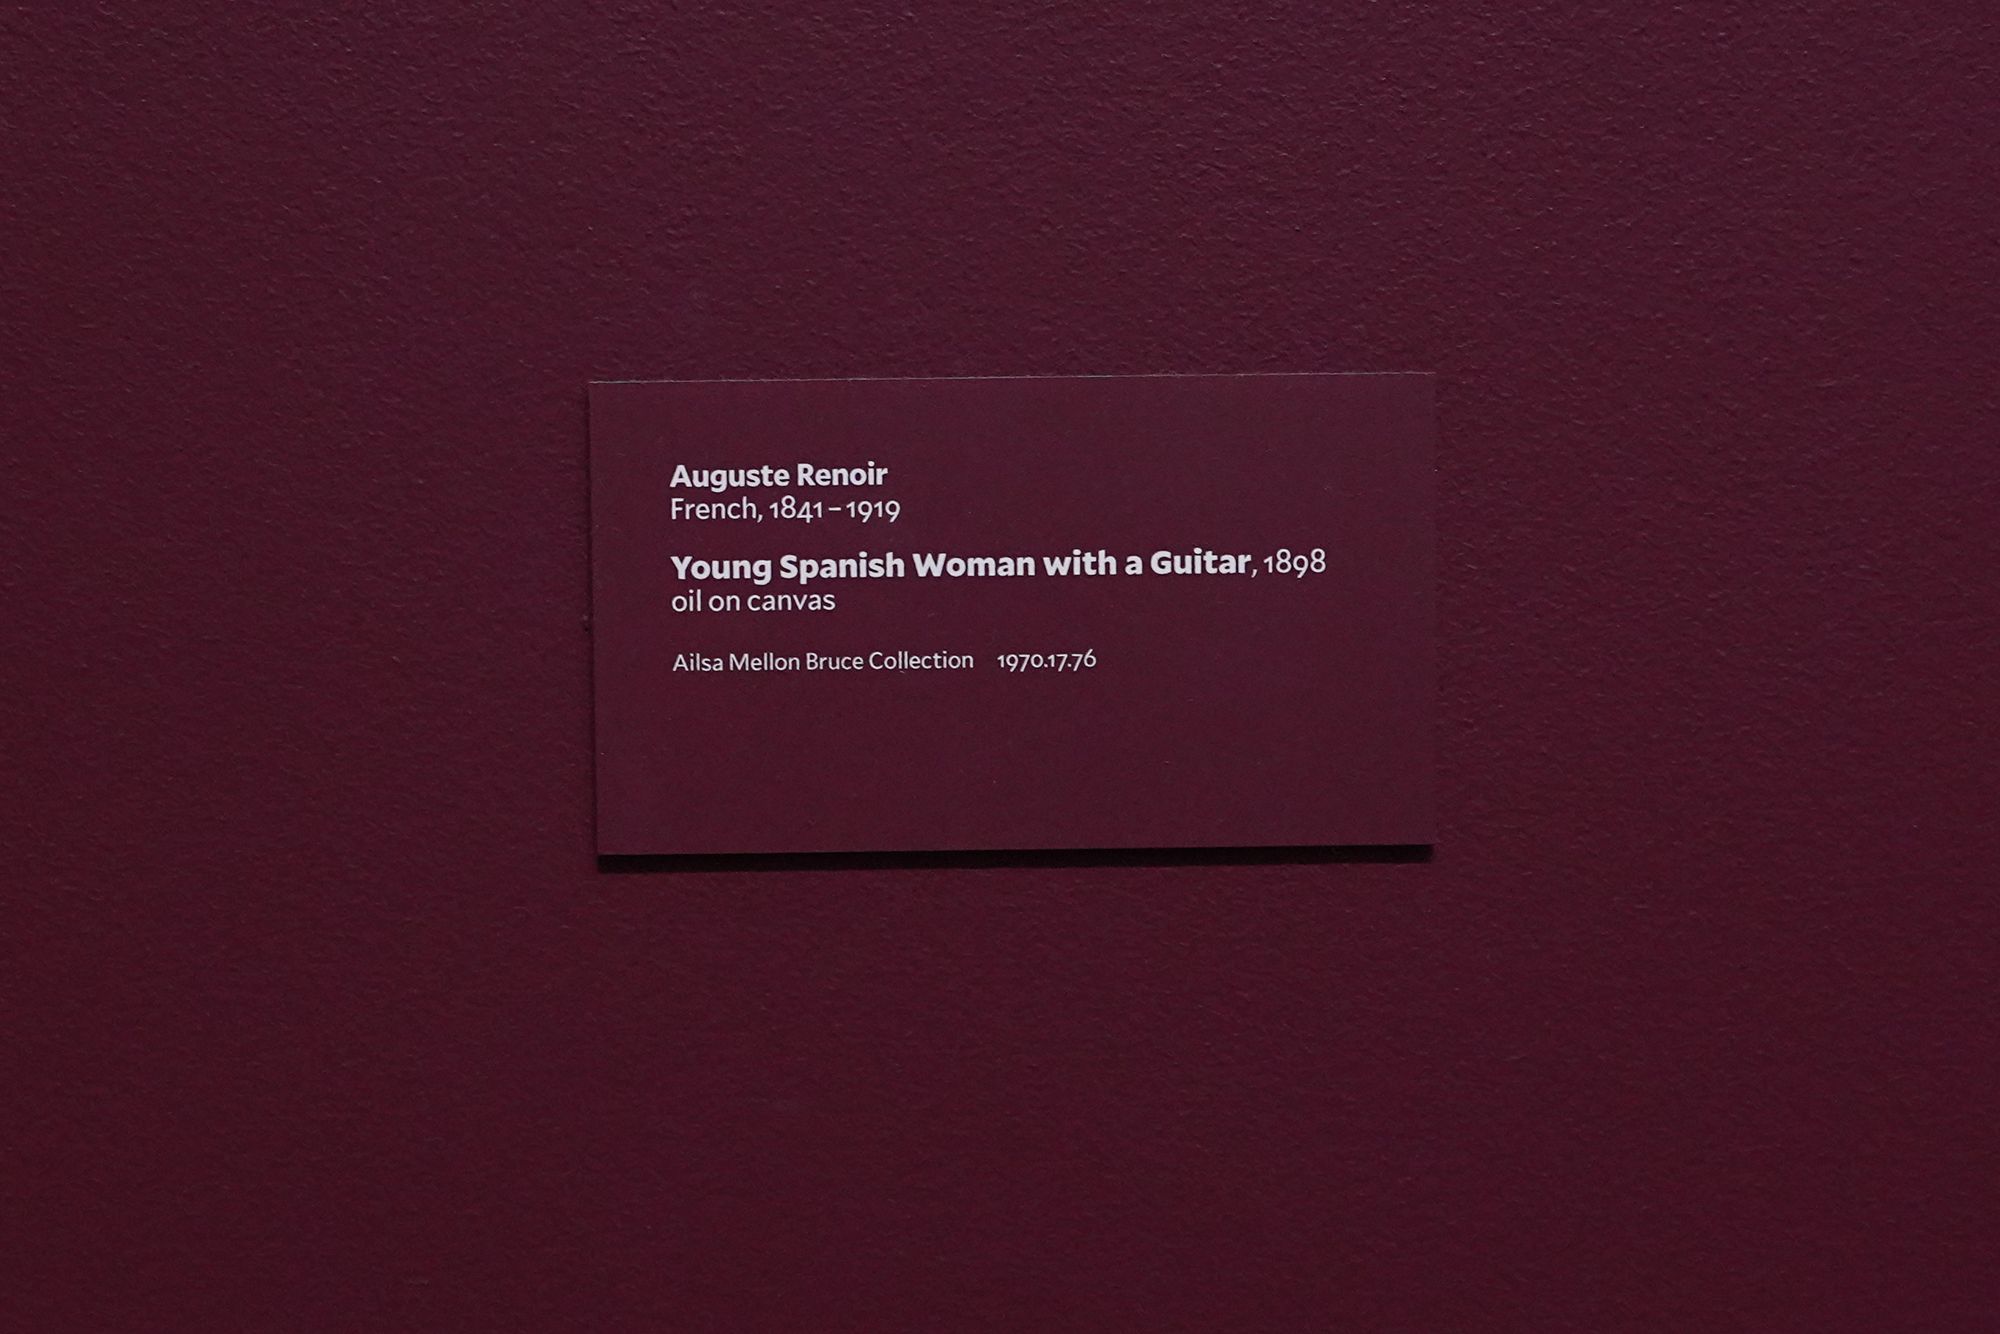 Auguste Renoir
French, 1841 – 1919
Young Spanish Woman with a Guitar, 1898
oil on canvas
Ailsa Mellon Bruce Collection 1970.17.76